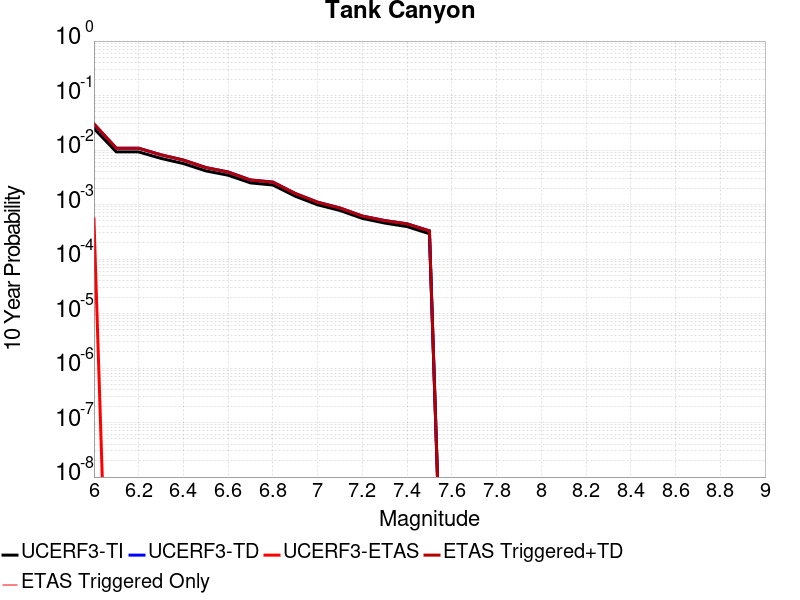 Tank Canyon
10^0
10^-1
10^-2
10^-3
10^-4
10^-5
10^-6
10^-7
10^-8
10 Year Probability
6 6.2 6.4 6.6 6.8 7 7.2 7.4 7.6 7.8 8 8.2 8.4 8.6 8.8 9
Magnitude
UCERF3-TI UCERF3-TD UCERF3-ETAS ETAS Triggered+TD
ETAS Triggered Only